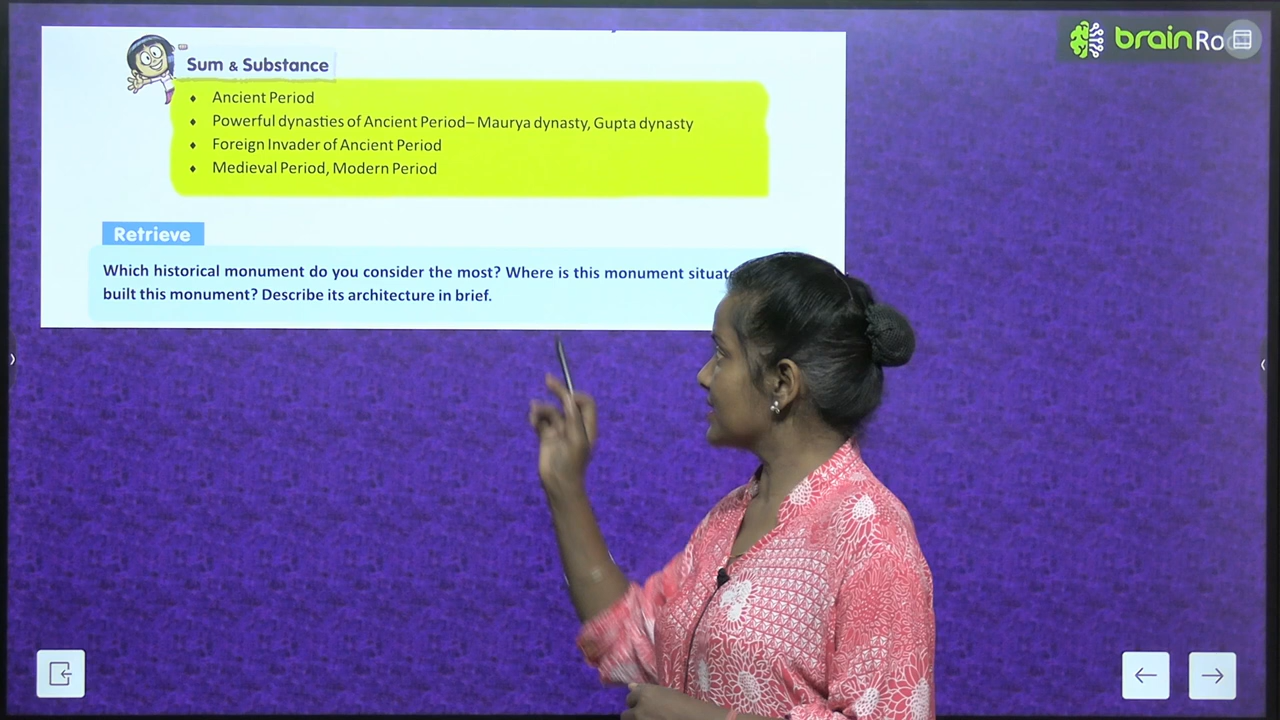 brain Ro
Sum & Substance
♦ Ancient Period
♦ Powerful dynasties of Ancient Period– Maurya dynasty, Gupta dynasty
♦ Foreign Invader of Ancient Period
♦ Medieval Period, Modern Period
Retrieve
Which historical monument do you consider the most? Where is this monument
built this monument? Describe its architecture in brief.